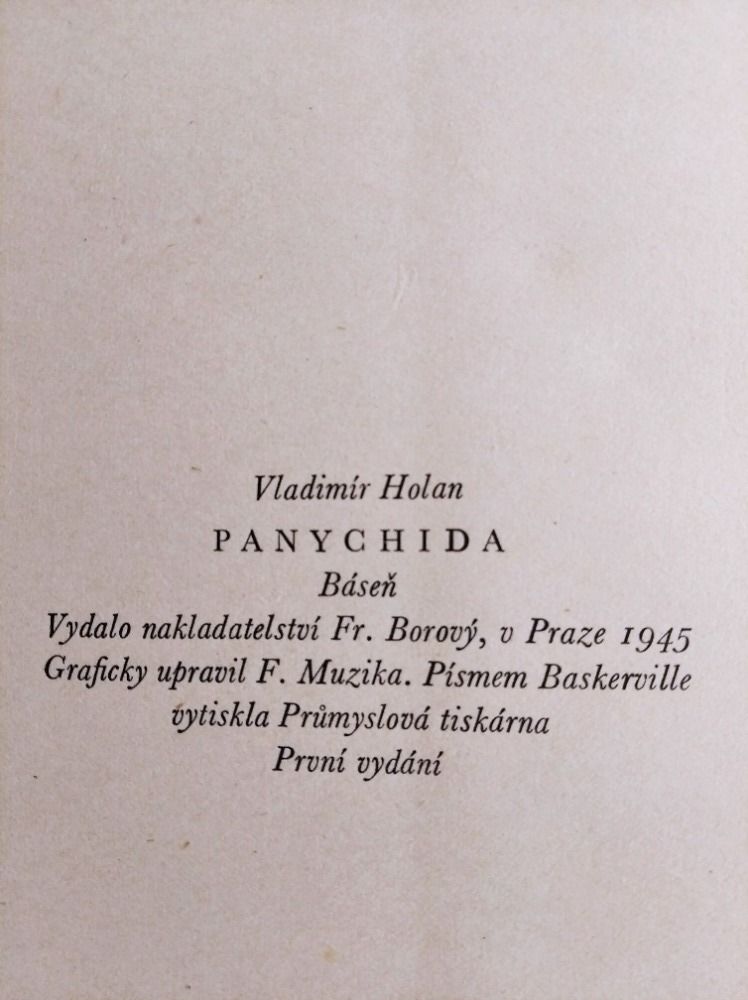 Vladimír Holan
PANYCHIDA
Báseň
Vydalo nakladatelství Fr. Borový, v Praze 1945
Graficky upravil F. Muzika. Písmem Baskerville
vytiskla Průmyslová tiskárna
První vydání